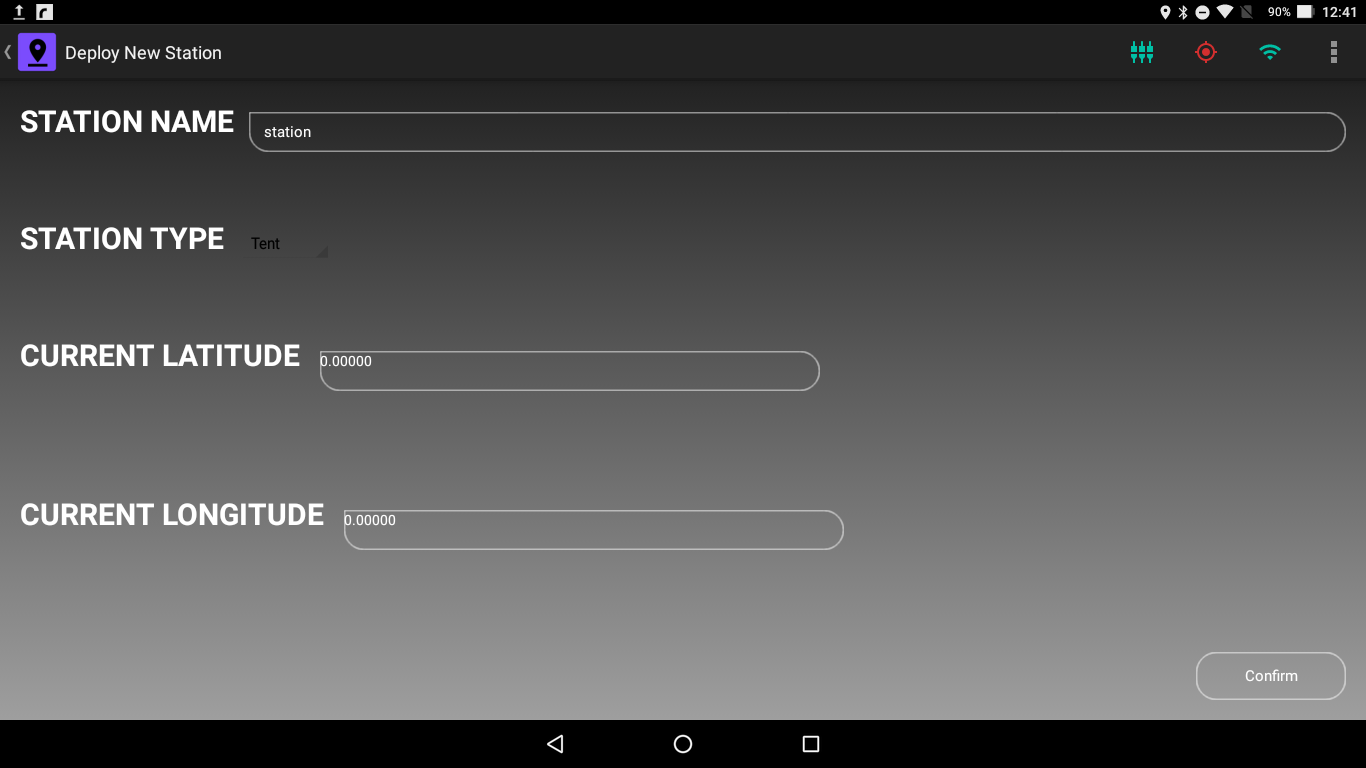 90% 12:41
Deploy New Station
STATION NAME station
STATION TYPE Tent
CURRENT LATITUDE 0.00000
CURRENT LONGITUDE 0.00000
Confirm